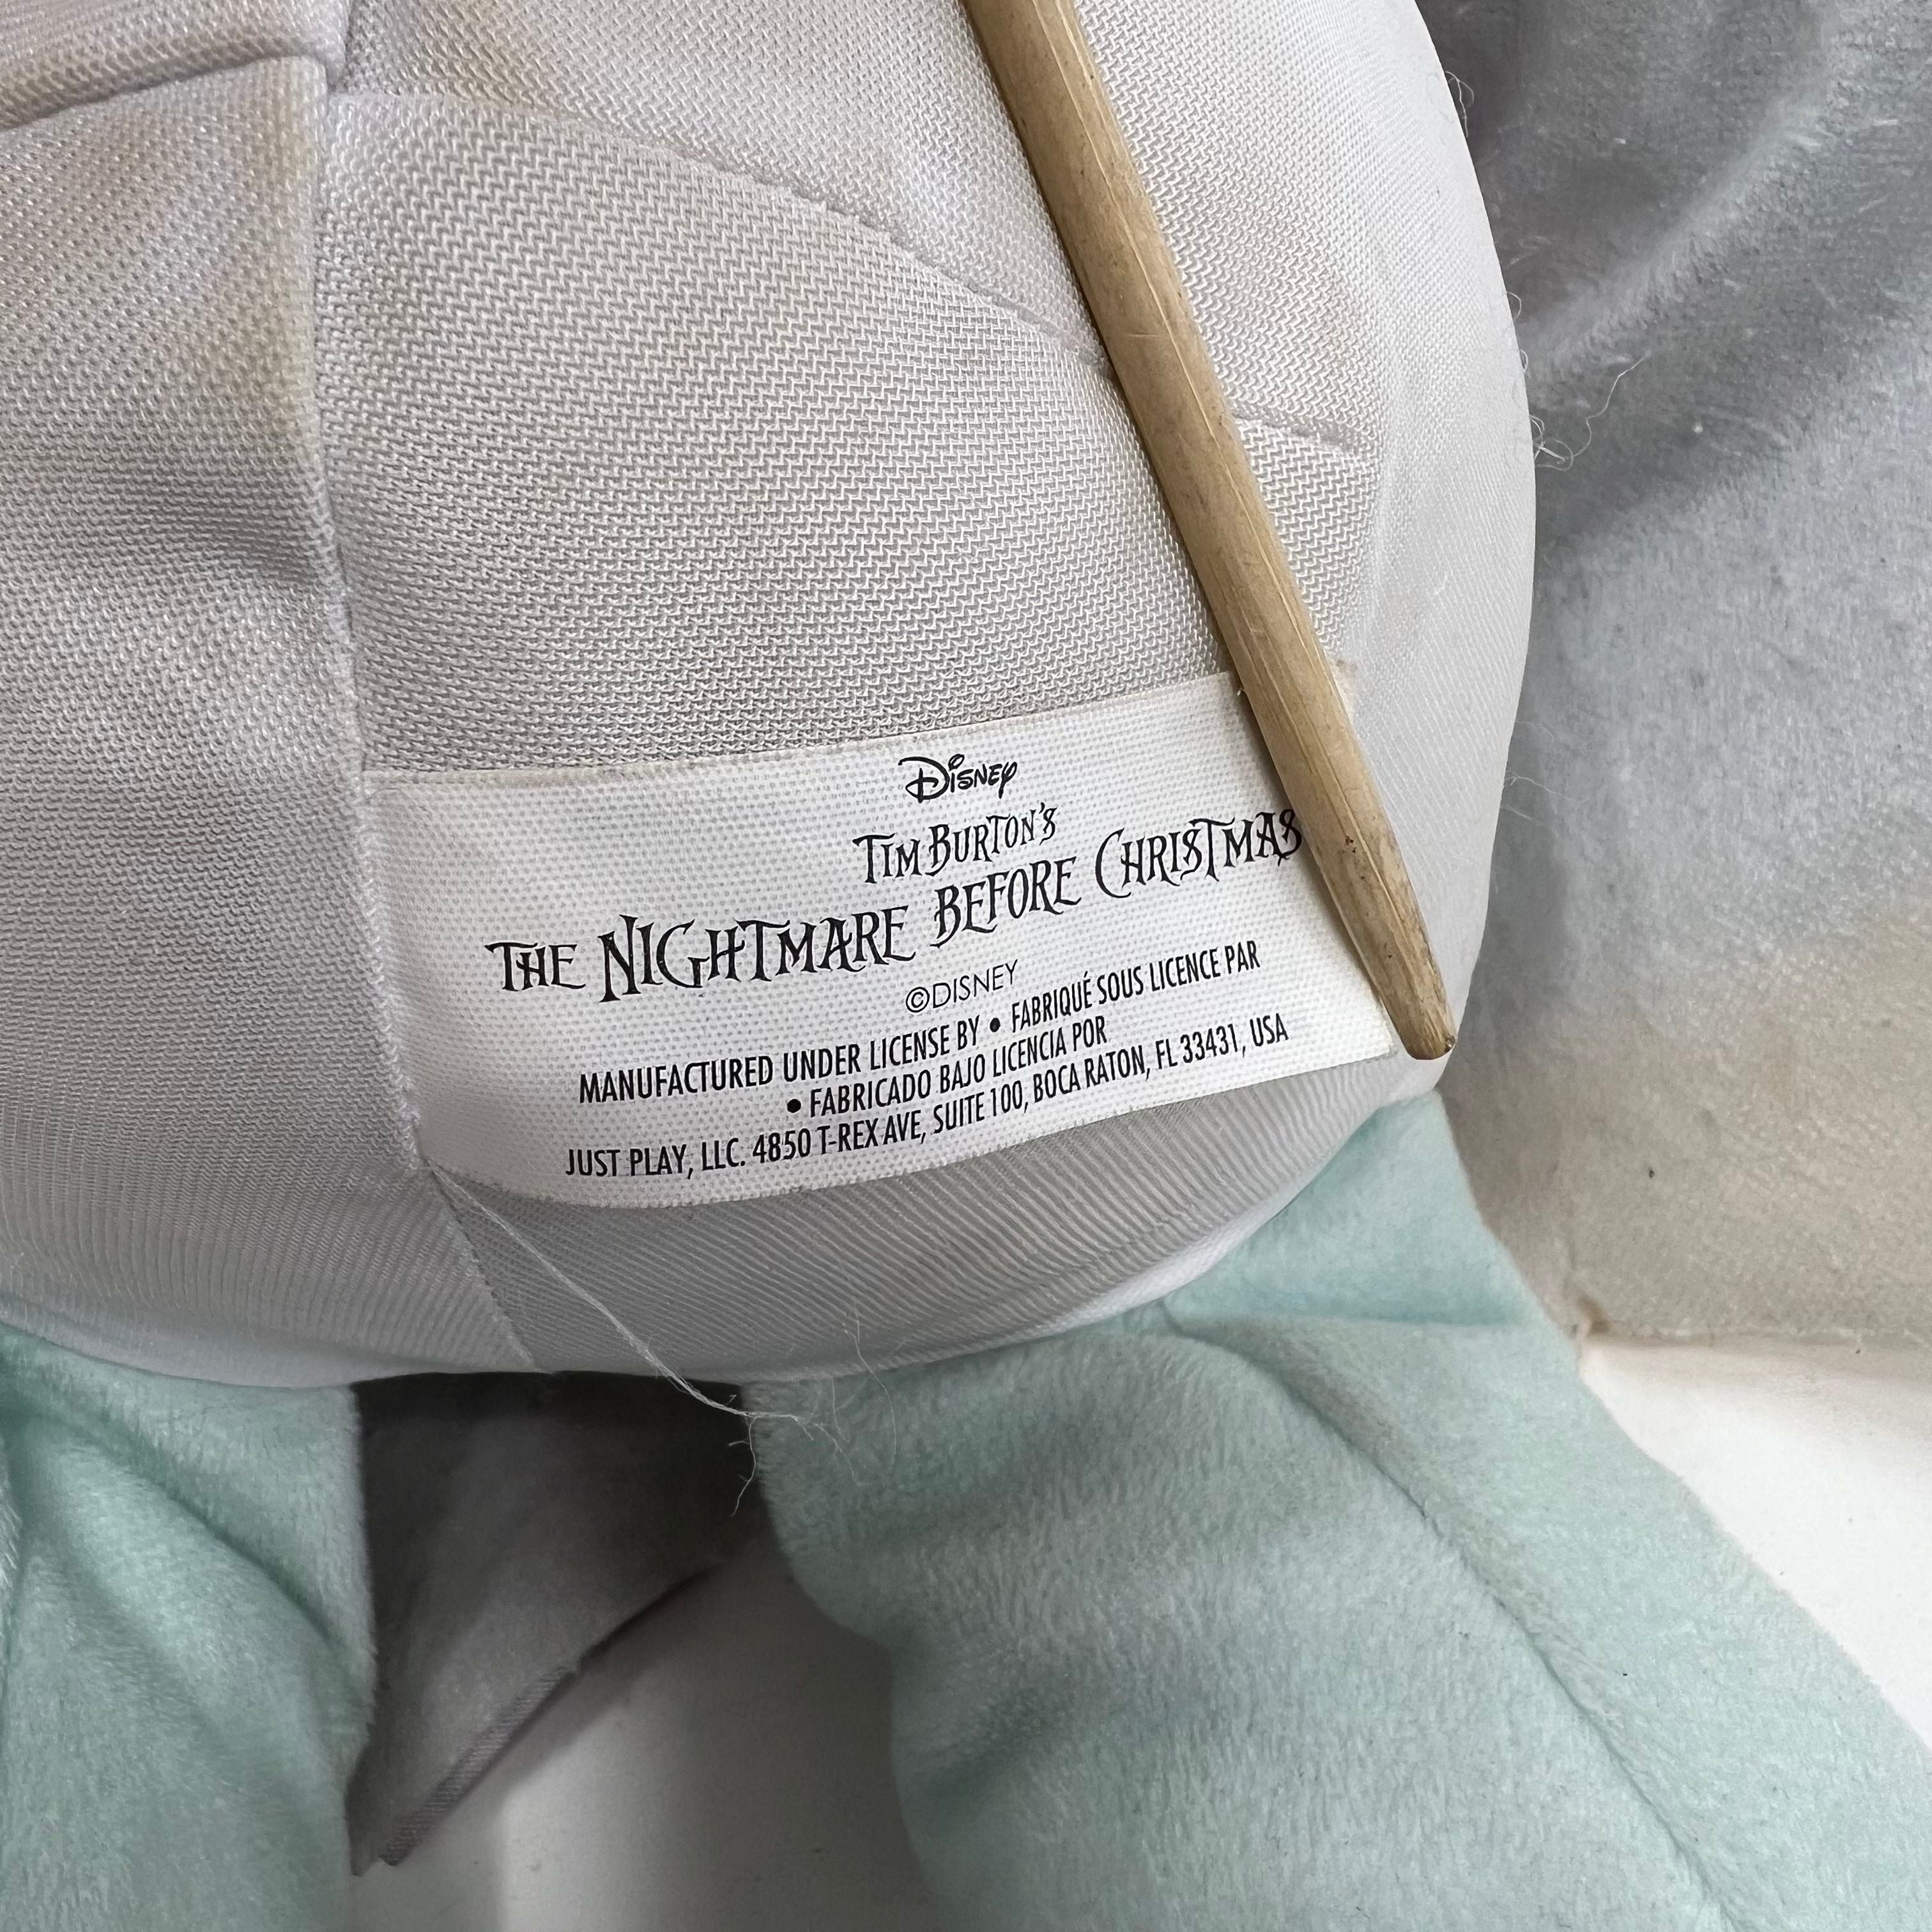 Disney
TIM BURTON'S
THE NIGHTMARE BEFORE CHRISTMAS
©DISNEY
MANUFACTURED UNDER LICENSE BY • FABRIQUÉ SOUS LICENCE PAR
• FABRICADO BAJO LICENCIA POR
JUST PLAY, LLC. 4850 T-REX AVE, SUITE 100, BOCA RATON, FL 33431, USA